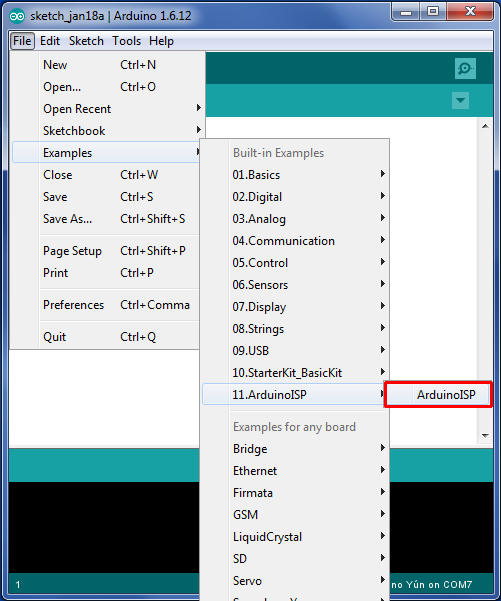 sketch_jan18a | Arduino 1.6.12
File Edit Sketch Tools Help
New Ctrl+N
Open... Ctrl+O
Open Recent
Sketchbook
Examples
Close Ctrl+W
Save Ctrl+S
Save As... Ctrl+Shift+S
Page Setup Ctrl+Shift+P
Print Ctrl+P
Preferences Ctrl+Comma
Quit Ctrl+Q
Built-in Examples
01.Basics
02.Digital
03.Analog
04.Communication
05.Control
06.Sensors
07.Display
08.Strings
09.USB
10.StarterKit_BasicKit
11.ArduinoISP
ArduinoISP
Examples for any board
Bridge
Ethernet
Firmata
GSM
LiquidCrystal
SD
Servo
1
no Yún on COM7